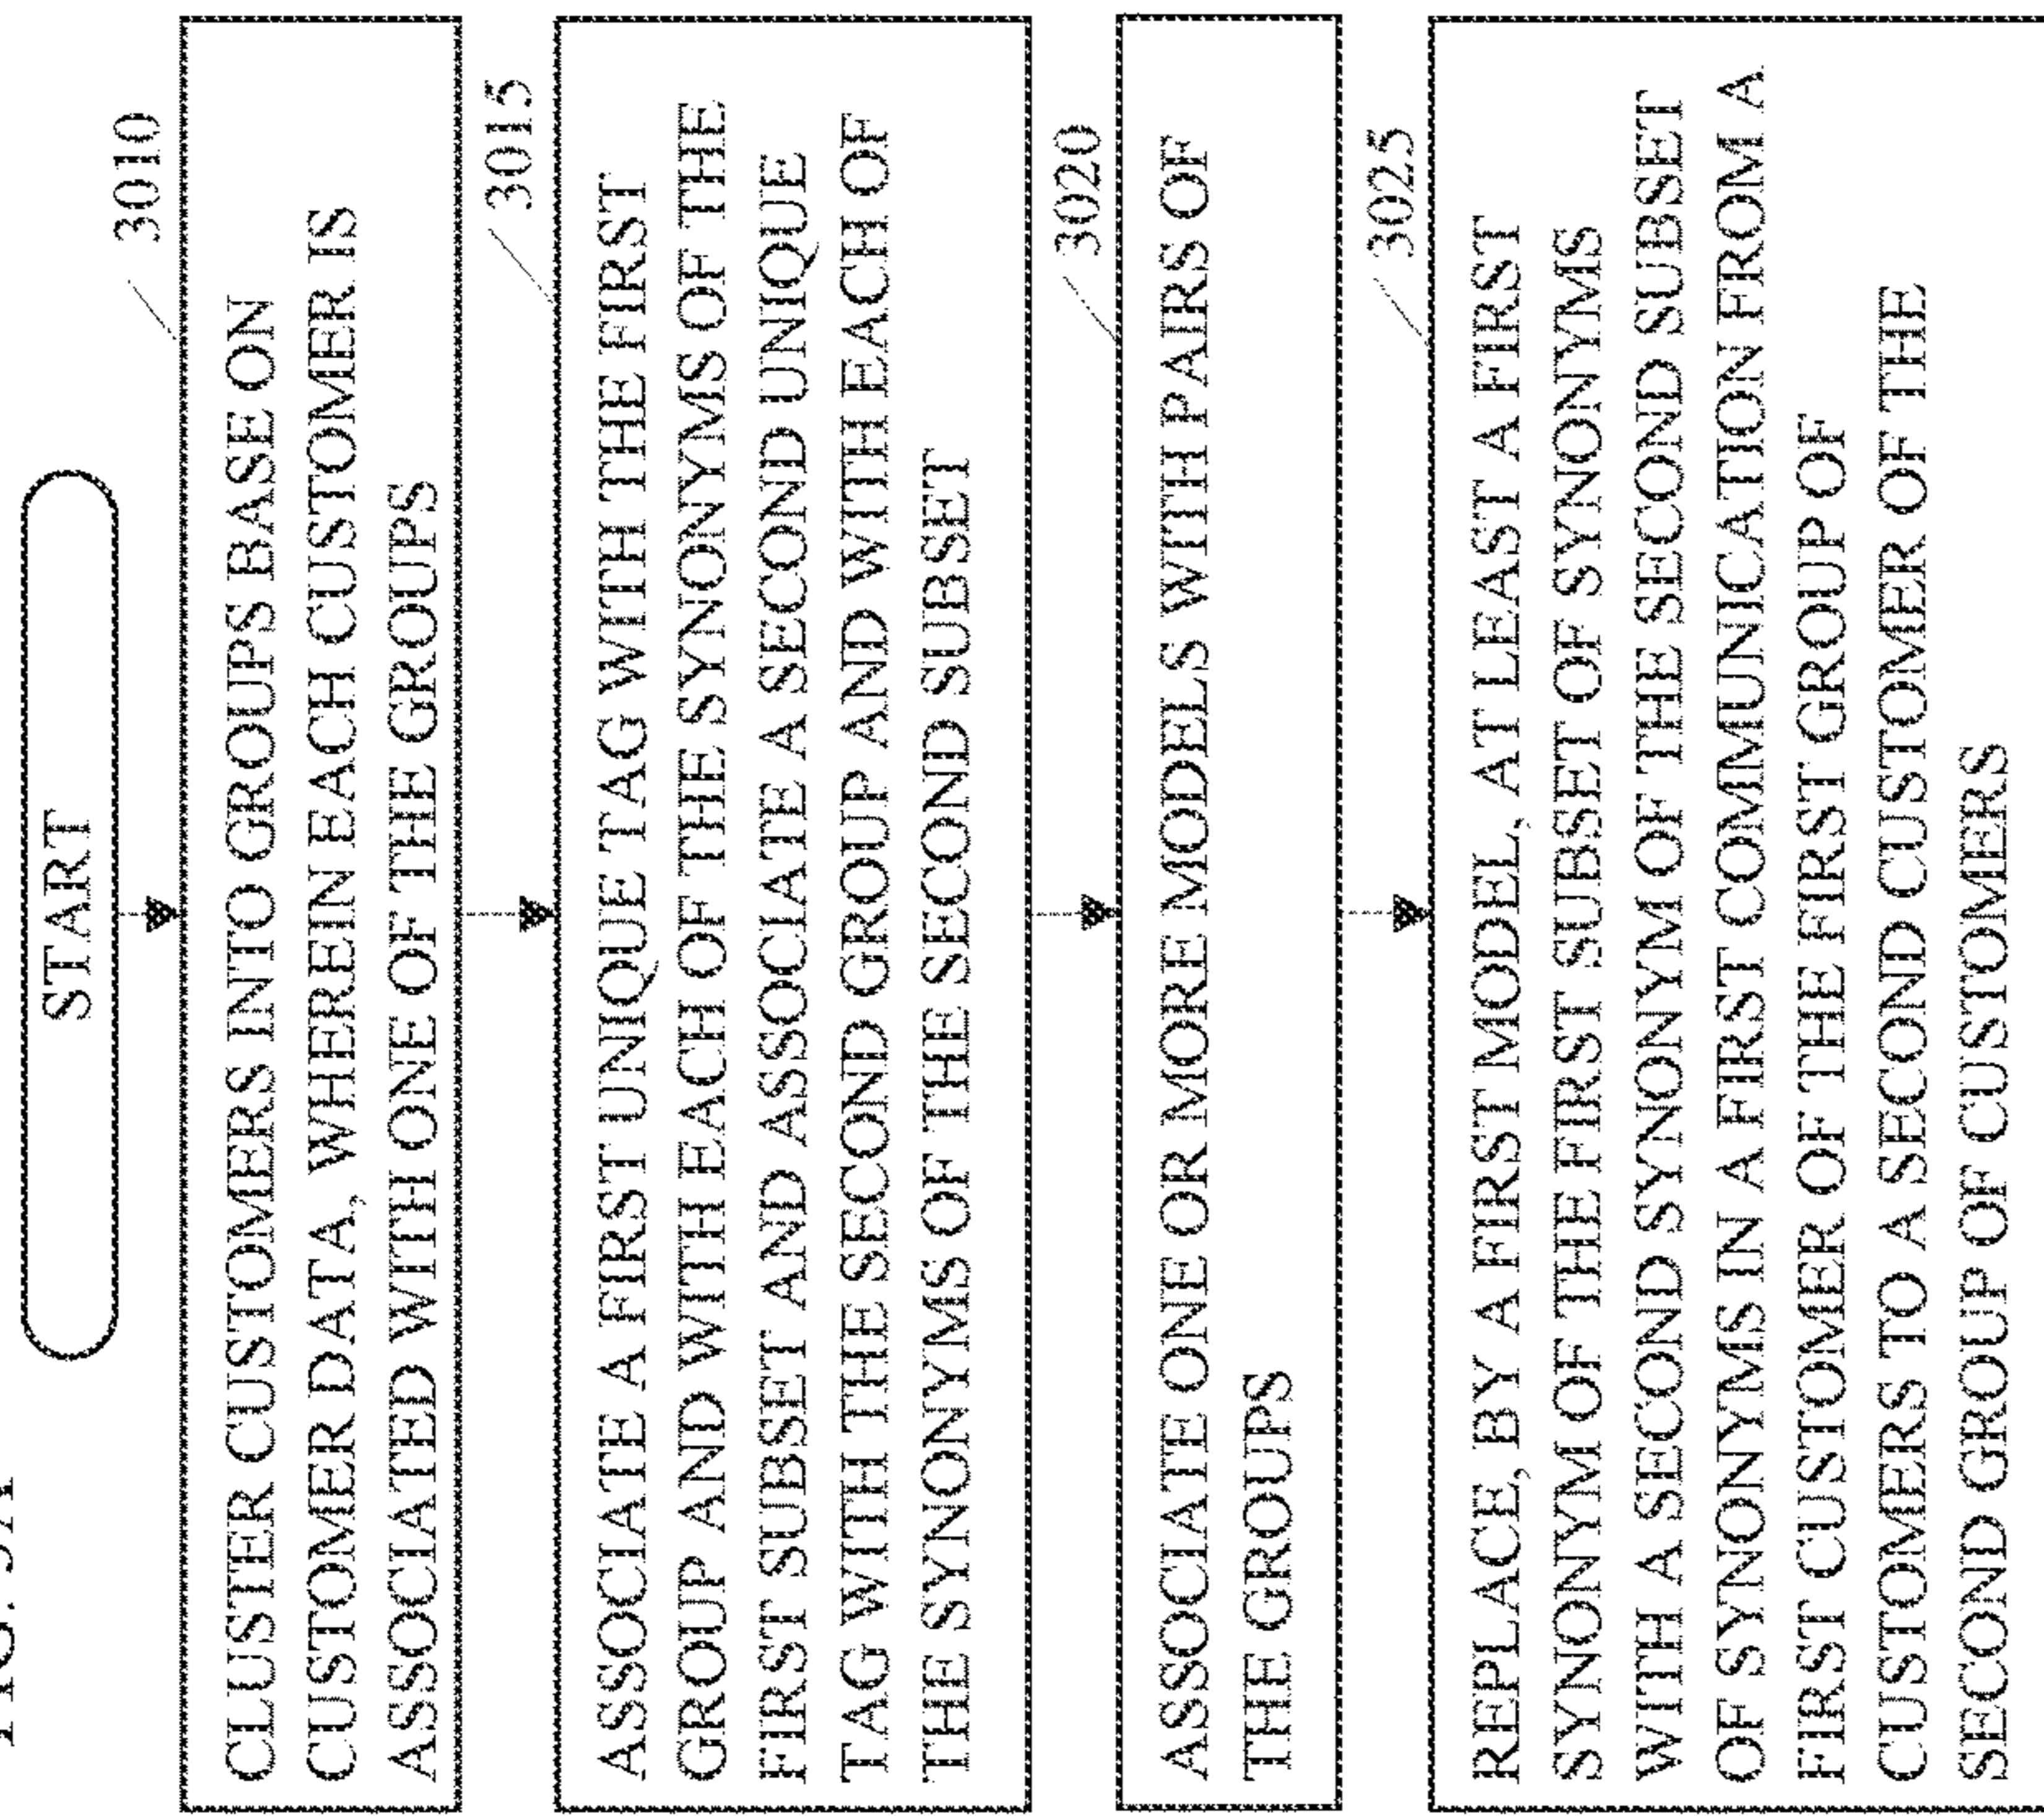 START
3010
CLUSTER CUSTOMERS INTO GROUPS BASE ON
CUSTOMER DATA, WHEREIN EACH CUSTOMER IS
ASSOCIATED WITH ONE OF THE GROUPS
3015
ASSOCIATE A FIRST UNIQUE TAG WITH THE FIRST
GROUP AND WITH EACH OF THE SYNONYMS OF THE
FIRST SUBSET AND ASSOCIATE A SECOND UNIQUE
TAG WITH THE SECOND GROUP AND WITH EACH OF
THE SYNONYMS OF THE SECOND SUBSET
3020
ASSOCIATE ONE OR MORE MODELS WITH PAIRS OF
THE GROUPS
3025
REPLACE, BY A FIRST MODEL, AT LEAST A FIRST
SYNONYM OF THE FIRST SUBSET OF SYNONYMS
WITH A SECOND SYNONYM OF THE SECOND SUBSET
OF SYNONYMS IN A FIRST COMMUNICATION FROM A
FIRST CUSTOMER OF THE FIRST GROUP OF
CUSTOMERS TO A SECOND CUSTOMER OF THE
SECOND GROUP OF CUSTOMERS